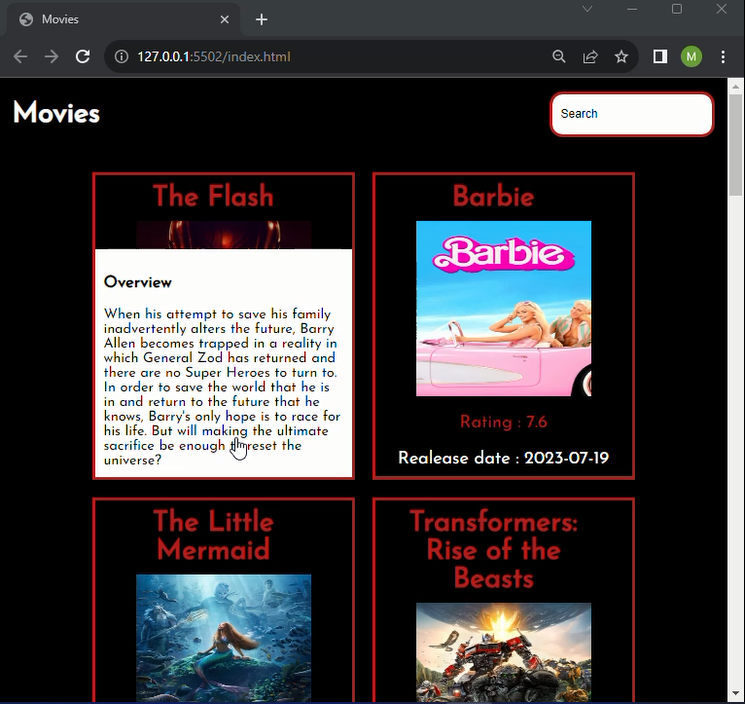 Movies
127.0.0.1:5502/index.html
M
Movies
Search
The Flash
Overview
When his attempt to save his family
inadvertently alters the future, Barry
Allen becomes trapped in a reality in
which General Zod has returned and
there are no Super Heroes to turn to.
In order to save the world that he is
in and return to the future that he
knows, Barry's only hope is to race for
his life. But will making the ultimate
sacrifice be enough to reset the
universe?
Barbie
Barbie
Rating : 7.6
Realease date : 2023-07-19
The Little
Mermaid
Transformers:
Rise of the
Beasts